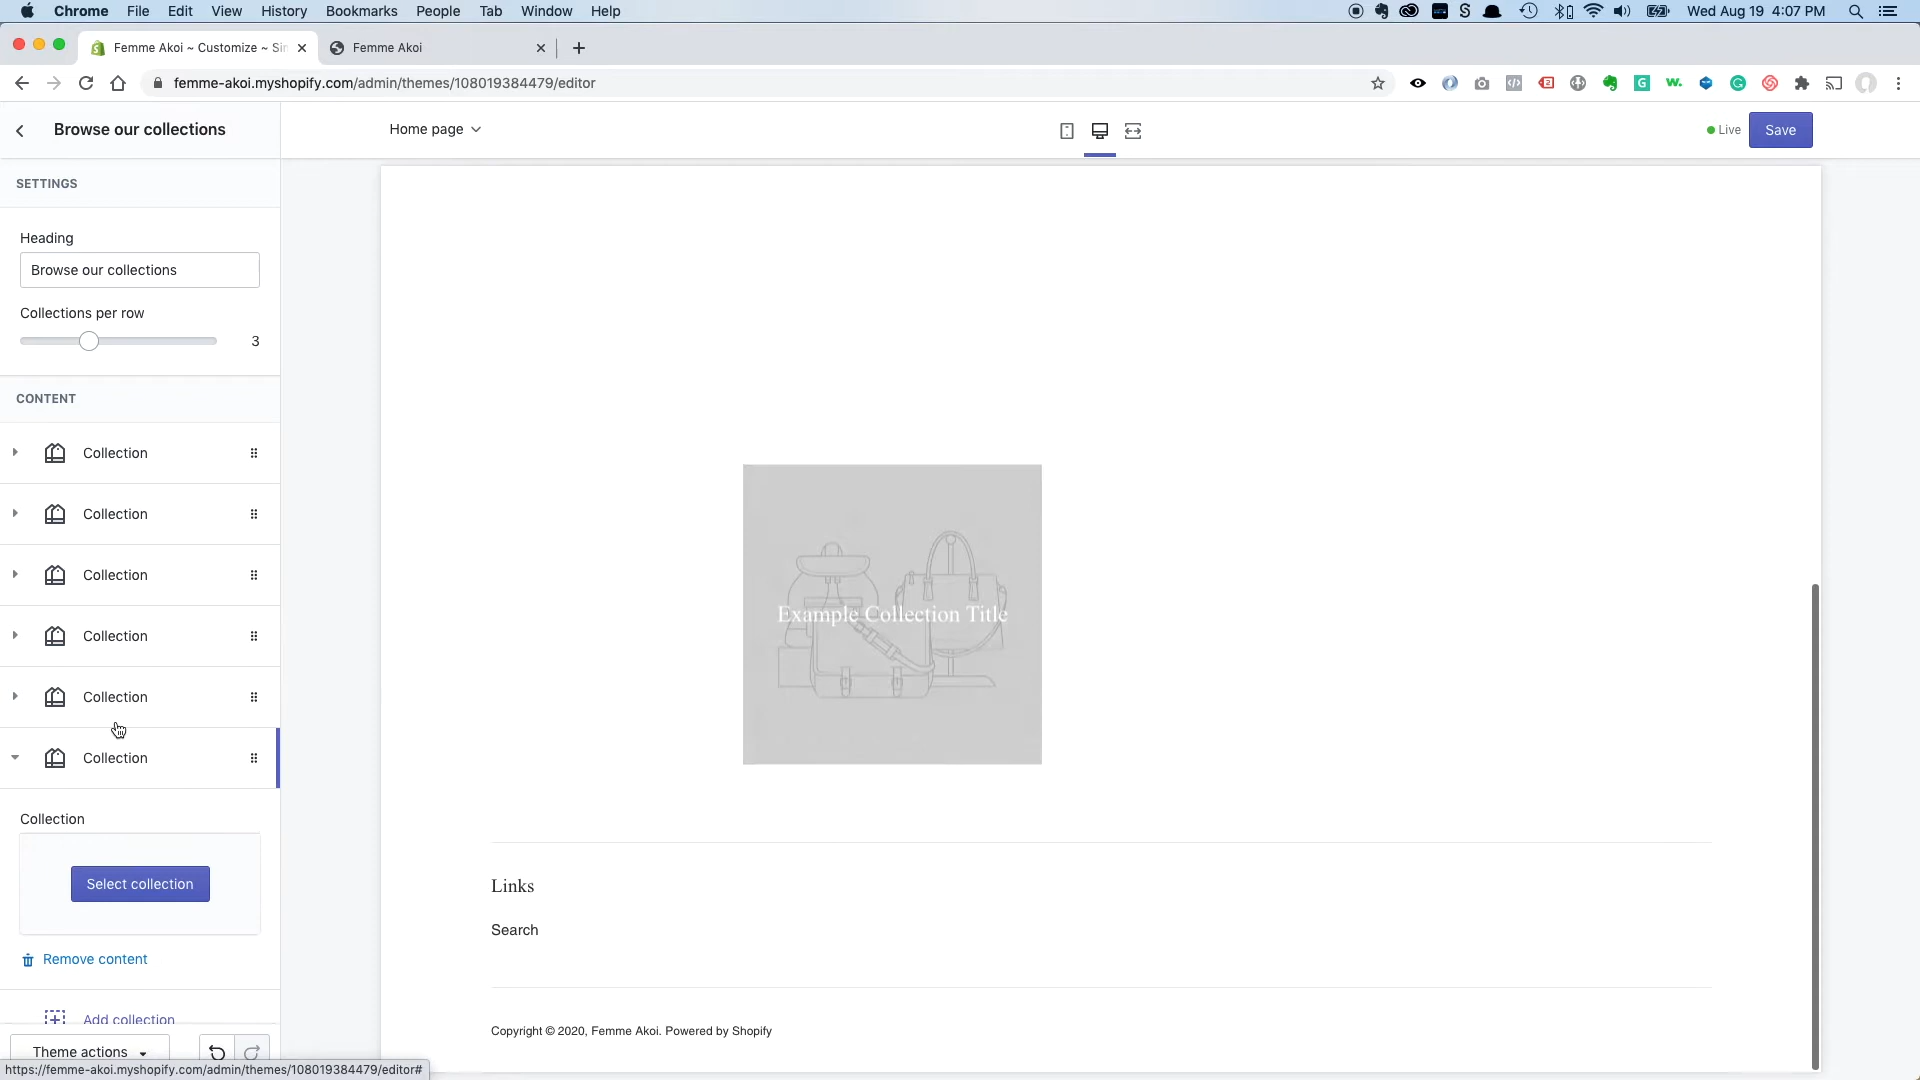 Chrome File Edit View History Bookmarks People Tab Window Help
Wed Aug 19 4:07 PM
Femme Akoi ~ Customize ~ Sin
Femme Akoi
femme-akoi.myshopify.com/admin/themes/108019384479/editor
Browse our collections
Home page
Live
Save
SETTINGS
Heading
Browse our collections
Collections per row
3
CONTENT
Collection
Collection
Collection
Collection
Collection
Collection
Collection
Select collection
Remove content
Add collection
Theme actions
https://femme-akoi.myshopify.com/admin/themes/108019384479/editor#
Example Collection Title
Links
Search
Copyright © 2020, Femme Akoi. Powered by Shopify